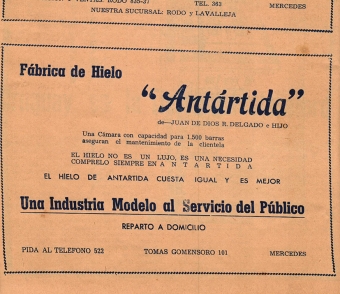 TEL. 363 MERCEDES
NUESTRA SUCURSAL: RODO y LAVALLEJA
Fábrica de Hielo
"Antártida"
de—JUAN DE DIOS R. DELGADO e HIJO
Una Cámara con capacidad para 1.500 barras
aseguran el mantenimiento de la clientela
EL HIELO NO ES UN LUJO, ES UNA NECESIDAD
COMPRELO SIEMPRE EN A N T A R T I D A
EL HIELO DE ANTARTIDA CUESTA IGUAL Y ES MEJOR
Una Industria Modelo al Servicio del Público
REPARTO A DOMICILIO
PIDA AL TELEFONO 522 TOMAS GOMENSORO 101 MERCEDES